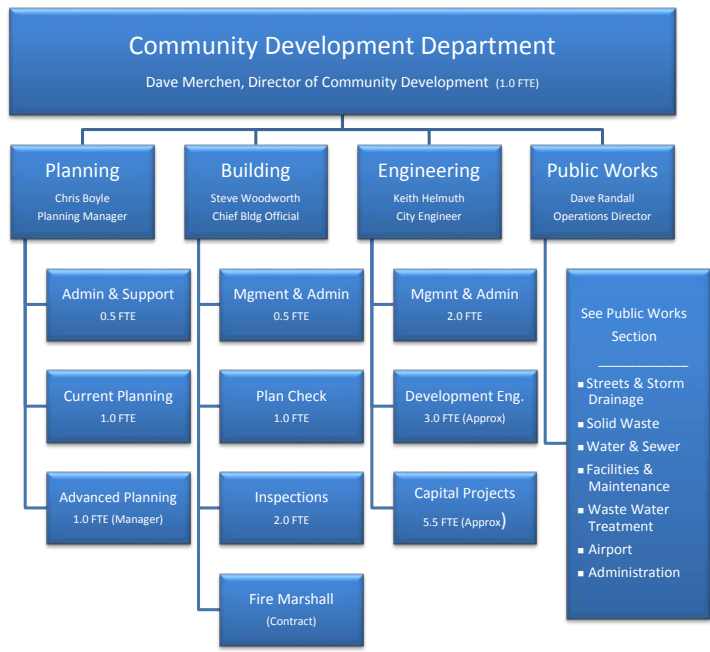 Community Development Department
Dave Merchen, Director of Community Development (1.0 FTE)
Planning
Chris Boyle
Planning Manager
Admin & Support
0.5 FTE
Current Planning
1.0 FTE
Advanced Planning
1.0 FTE (Manager)
Building
Steve Woodworth
Chief Bldg Official
Mgment & Admin
0.5 FTE
Plan Check
1.0 FTE
Inspections
2.0 FTE
Fire Marshall
(Contract)
Engineering
Keith Helmuth
City Engineer
Mgmnt & Admin
2.0 FTE
Development Eng.
3.0 FTE (Approx)
Capital Projects
5.5 FTE (Approx)
Public Works
Dave Randall
Operations Director
See Public Works
Section
_____________
▪ Streets & Storm
Drainage
▪ Solid Waste
▪ Water & Sewer
▪ Facilities &
Maintenance
▪ Waste Water
Treatment
▪ Airport
▪ Administration